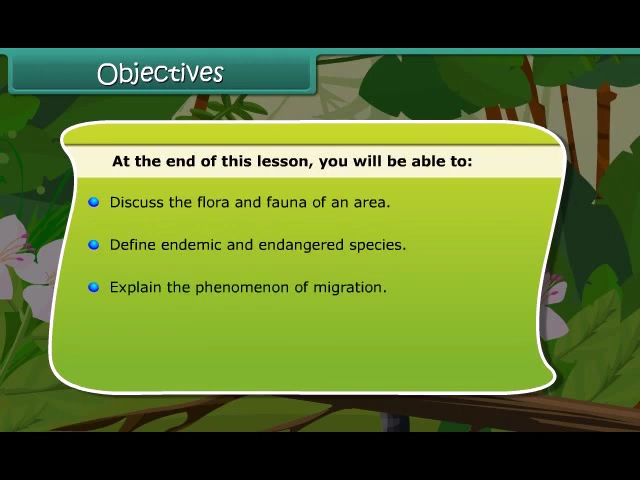 Objectives
At the end of this lesson, you will be able to:
Discuss the flora and fauna of an area.
Define endemic and endangered species.
Explain the phenomenon of migration.